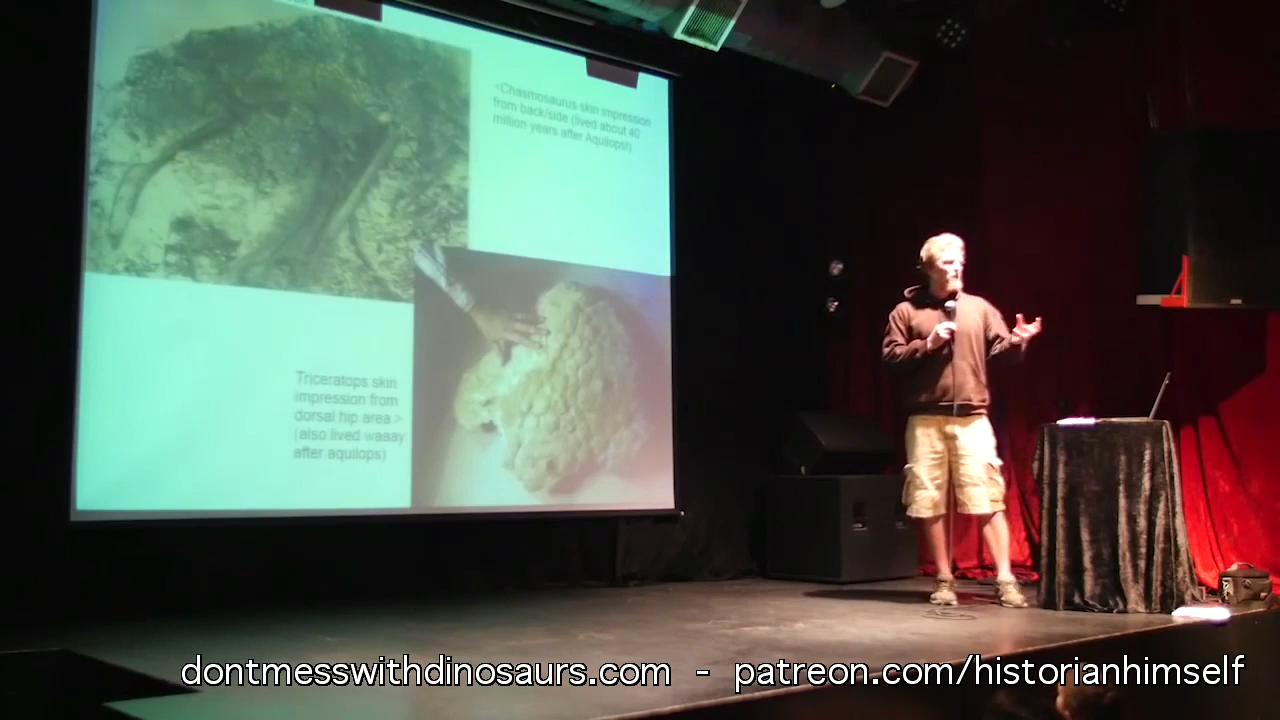 <Chasmosaurus skin impression
from back/side (lived about 40
million years after Aquilops!)
Triceratops skin
impression from
dorsal hip area >
(also lived waaay
after aquilops)
dontmesswithdinosaurs.com - patreon.com/historianhimself